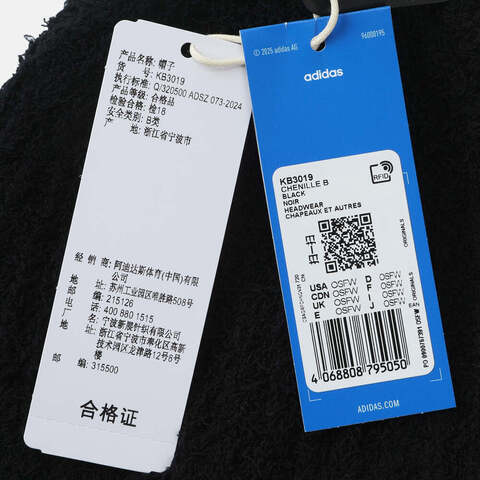 产品名称: 帽子
货 号: KB3019
执行标准: Q/320500 ADSZ 073-2024
产品等级: 合格品
检验合格: 检18
安全类别: B类
产 地: 浙江省宁波市
经 销 商: 阿迪达斯体育(中国)有限
公司
地 址: 苏州工业园区唯胜路508号
邮 编: 215126
电 话: 400 880 1515
宁波新晁针织有限公司
地 址: 浙江省宁波市奉化区高新
技术园区龙津路12号8号
楼
邮 编: 315500
合格证
© 2025 adidas AG
96000195
adidas
KB3019
CHENILLE B
BLACK
NOIR
HEADWEAR
CHAPEAUX ET AUTRES
RFID
ORIGINALS
USA OSFW D OSFW
CDN OSFW F OSFW
UK OSFW I OSFW
E OSFW J OSFW
EAN
ORIGINALS
4 068808 795050
ADIDAS.COM